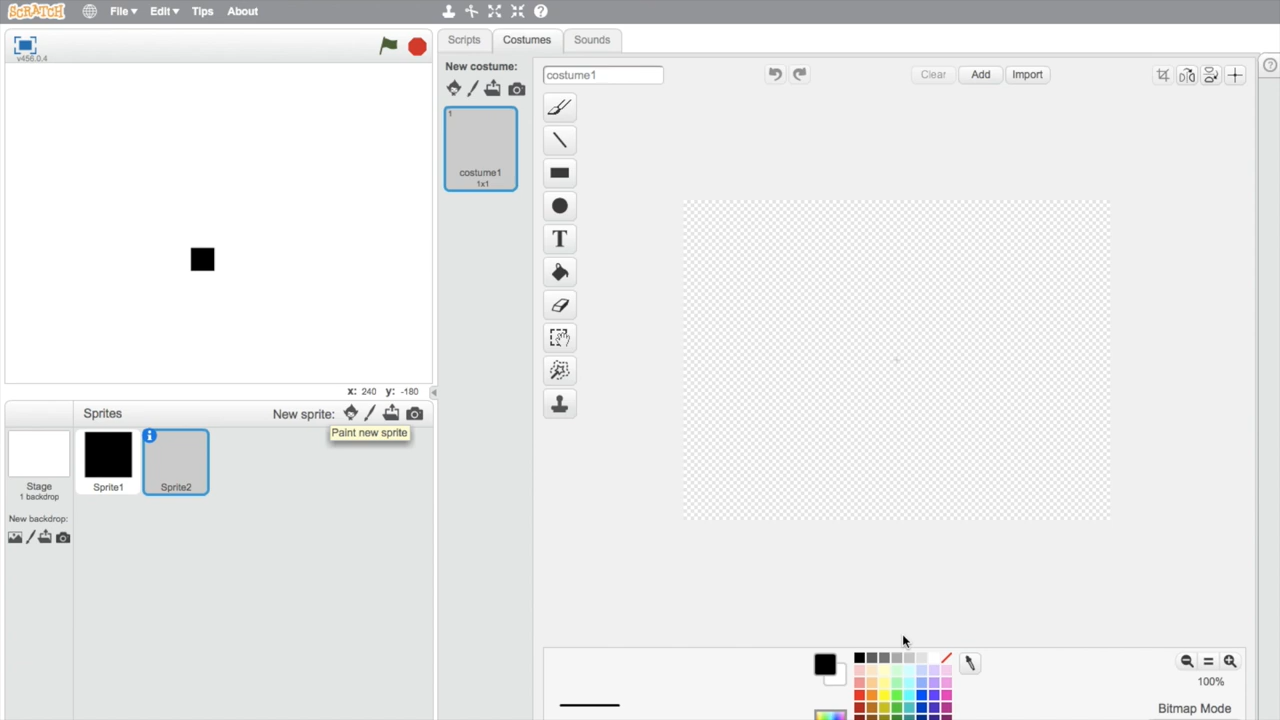 SCRATCH File Edit Tips About
v456.0.4
Scripts Costumes Sounds
New costume:
costume1
Clear Add Import
1
costume1
1x1
T
x: 240 y: -180
Sprites New sprite:
Paint new sprite
Stage
1 backdrop
New backdrop:
Sprite1
Sprite2
100%
Bitmap Mode